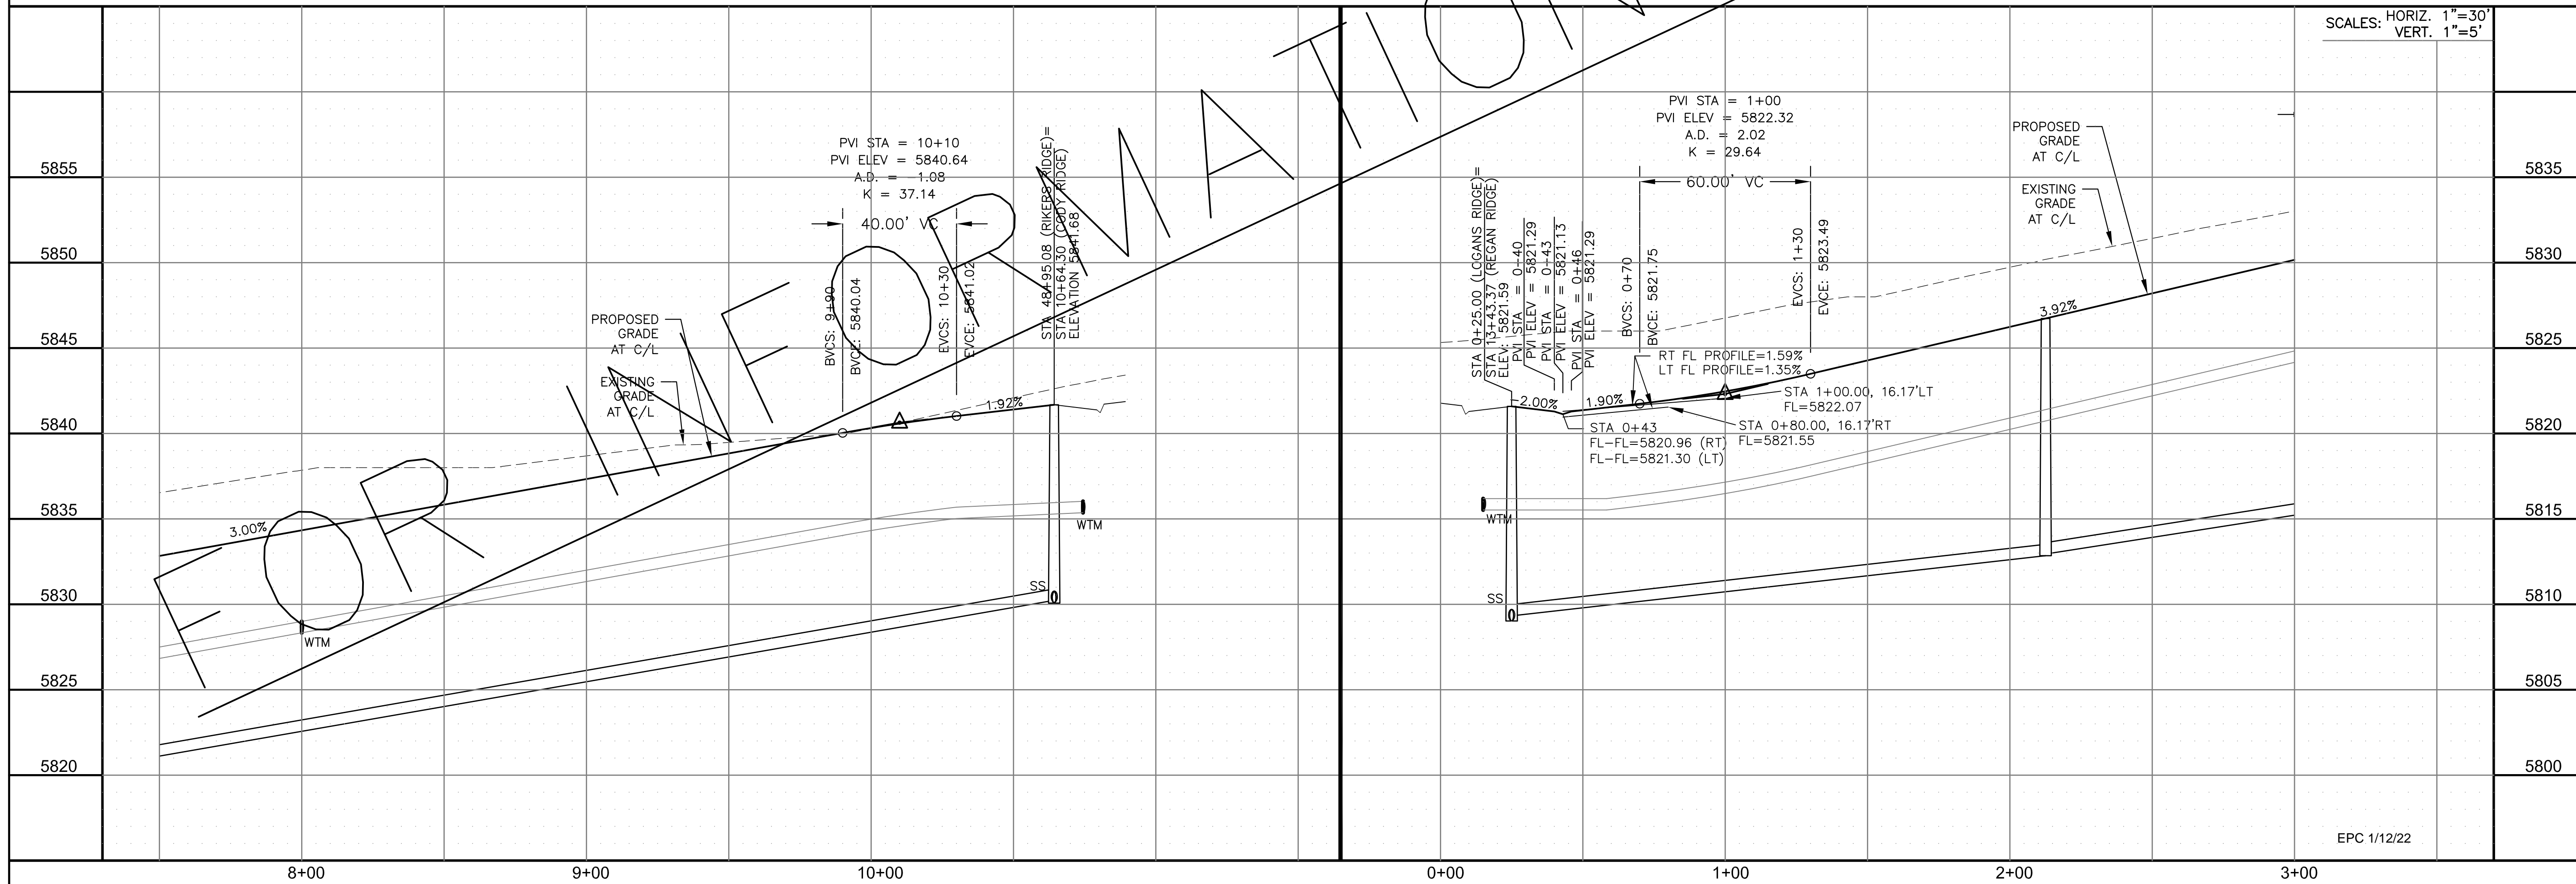 SCALES: HORIZ. 1"=30'
VERT. 1"=5'
FOR INFORMATION
5855
5850
5845
5840
5835
5830
5825
5820
PVI STA = 10+10
PVI ELEV = 5840.64
A.D. = -1.08
K = 37.14
40.00' VC
BVCS: 9+90
BVCE: 5840.04
EVCS: 10+30
EVCE: 5841.02
STA 48+95.08 (RIKERS RIDGE)=
STA 10+64.30 (CODY RIDGE)
ELEVATION 5841.68
PROPOSED
GRADE
AT C/L
EXISTING
GRADE
AT C/L
3.00%
1.92%
WTM
SS
WTM
8+00
9+00
10+00
PVI STA = 1+00
PVI ELEV = 5822.32
A.D. = 2.02
K = 29.64
60.00' VC
STA 0+25.00 (LOGANS RIDGE)=
STA 13+43.37 (REGAN RIDGE)
ELEV: 5821.59
PVI STA = 0+40
PVI ELEV = 5821.29
PVI STA = 0+43
PVI ELEV = 5821.13
PVI STA = 0+46
PVI ELEV = 5821.29
BVCS: 0+70
BVCE: 5821.75
EVCS: 1+30
EVCE: 5823.49
PROPOSED
GRADE
AT C/L
EXISTING
GRADE
AT C/L
RT FL PROFILE=1.59%
LT FL PROFILE=1.35%
2.00%
1.90%
3.92%
STA 1+00.00, 16.17'LT
FL=5822.07
STA 0+80.00, 16.17'RT
FL=5821.55
STA 0+43
FL-FL=5820.96 (RT)
FL-FL=5821.30 (LT)
WTM
SS
5835
5830
5825
5820
5815
5810
5805
5800
EPC 1/12/22
0+00
1+00
2+00
3+00